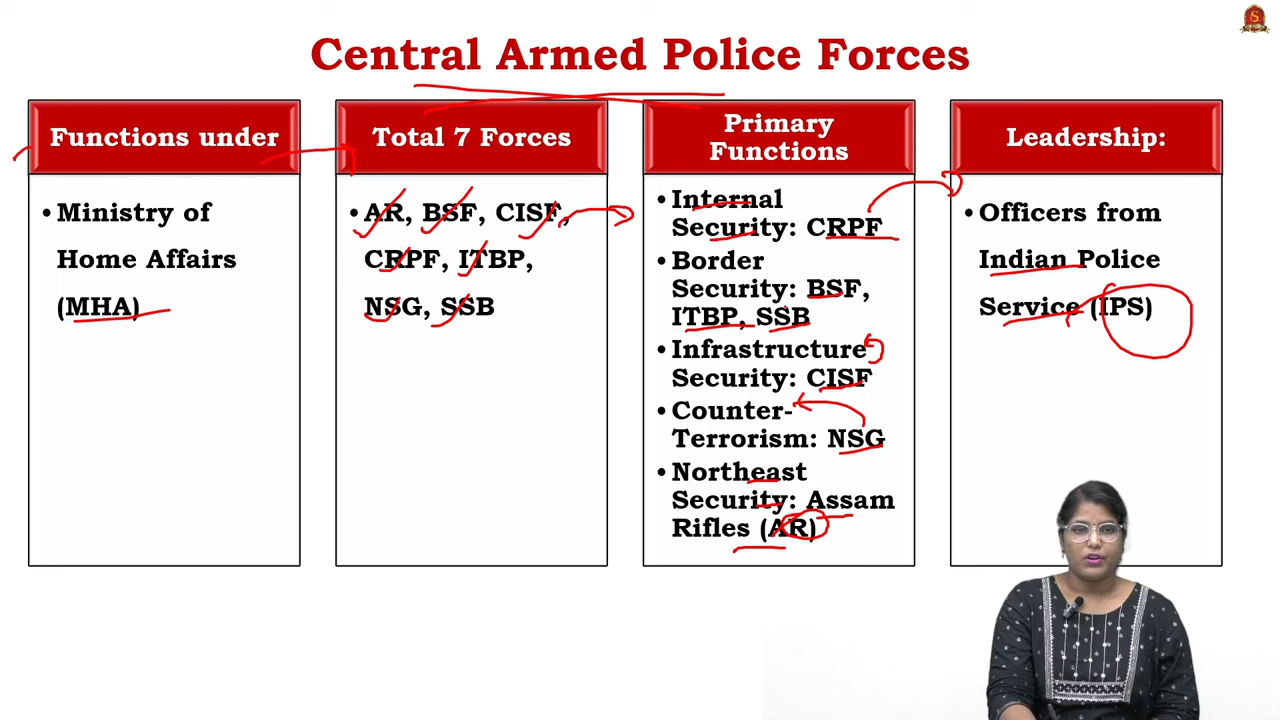 Central Armed Police Forces
Functions under
• Ministry of
Home Affairs
(MHA)
Total 7 Forces
• AR, BSF, CISF,
CRPF, ITBP,
NSG, SSB
Primary
Functions
• Internal
Security: CRPF
• Border
Security: BSF,
ITBP, SSB
• Infrastructure
Security: CISF
• Counter-
Terrorism: NSG
• Northeast
Security: Assam
Rifles (AR)
Leadership:
• Officers from
Indian Police
Service (IPS)